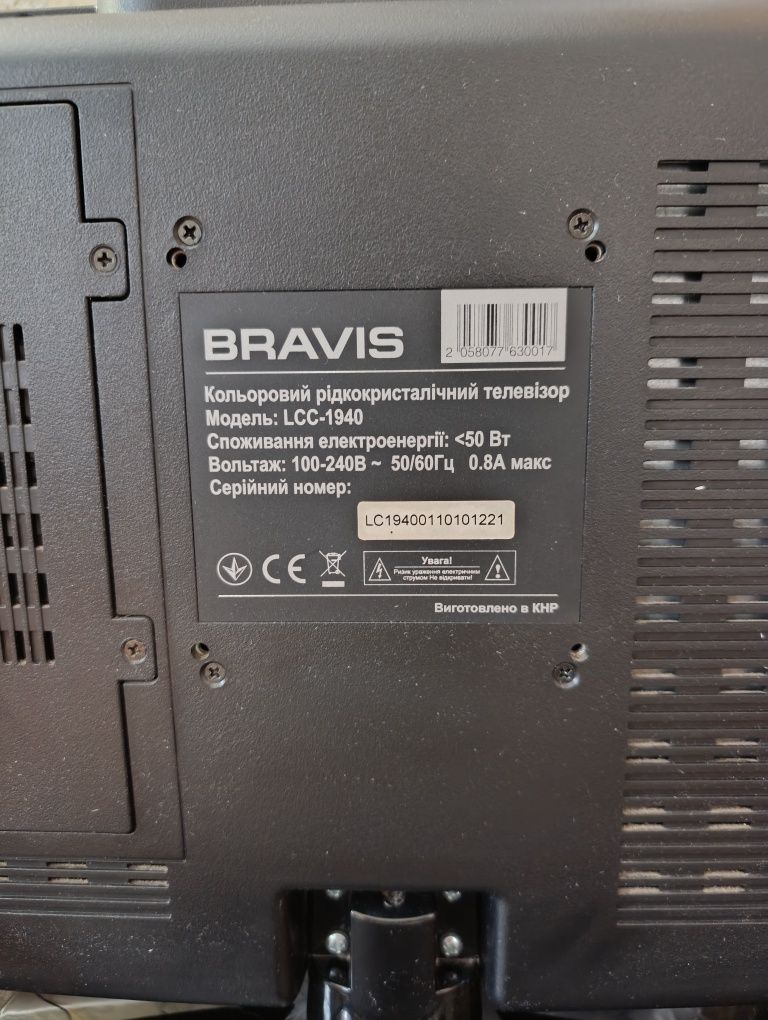 BRAVIS
2 058077 630017
Кольоровий рідкокристалічний телевізор
Модель: LCC-1940
Споживання електроенергії: <50 Вт
Вольтаж: 100-240В ~ 50/60Гц 0.8А макс
Серійний номер:
LC19400110101221
CE
Увага!
Ризик ураження електричним
струмом Не відкривати!
Виготовлено в КНР